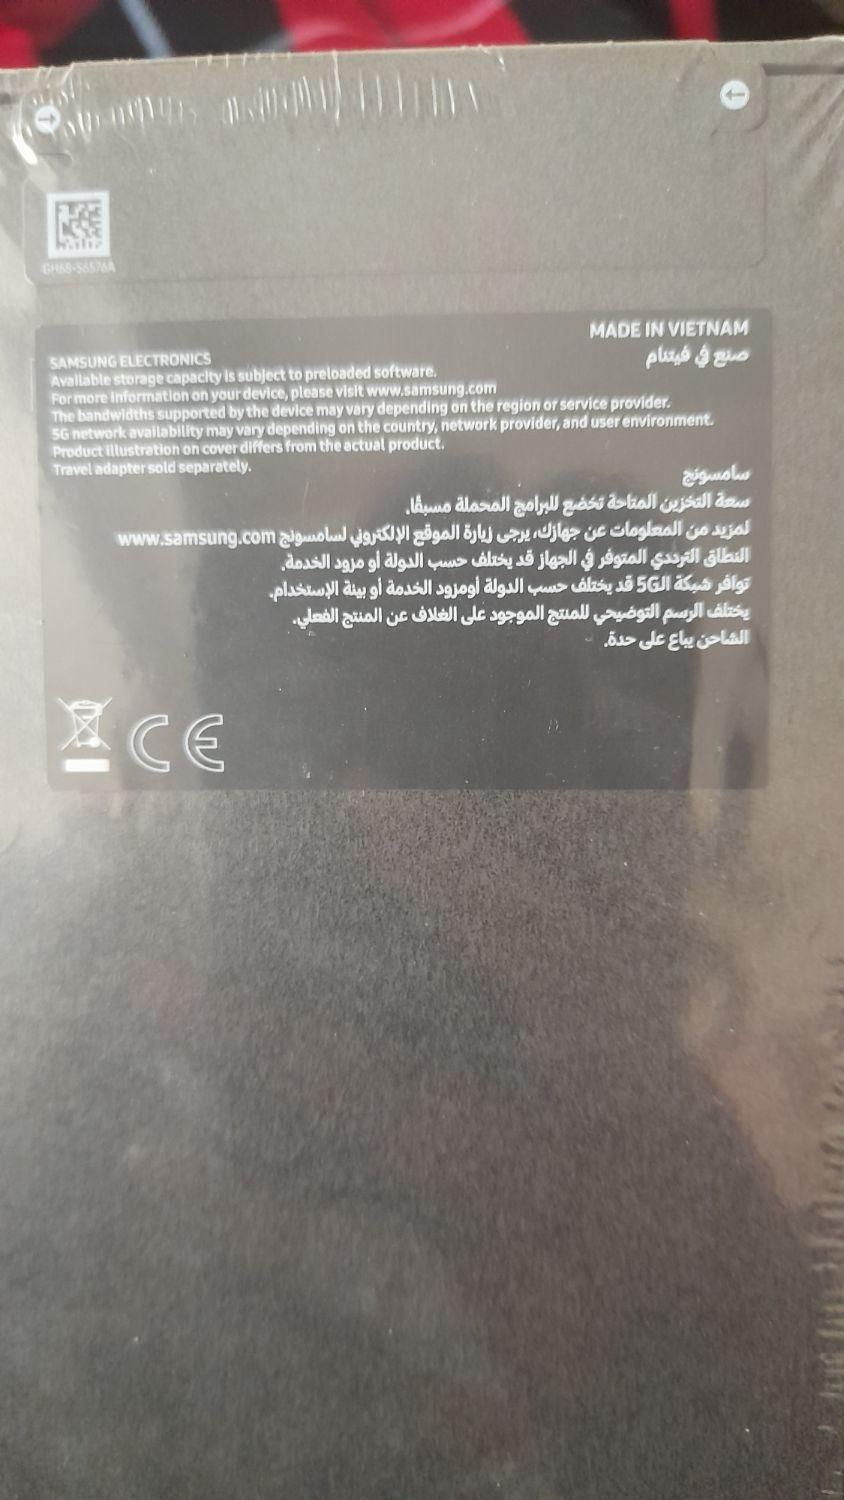 GH68-56576A
MADE IN VIETNAM
صنع في فيتنام
SAMSUNG ELECTRONICS
Available storage capacity is subject to preloaded software.
For more information on your device, please visit www.samsung.com
The bandwidths supported by the device may vary depending on the region or service provider.
5G network availability may vary depending on the country, network provider, and user environment.
Product illustration on cover differs from the actual product.
Travel adapter sold separately.
سامسونج
سعة التخزين المتاحة تخضع للبرامج المحملة مسبقًا.
لمزيد من المعلومات عن جهازك، يرجى زيارة الموقع الإلكتروني لسامسونج www.samsung.com
النطاق الترددي المتوفر في الجهاز قد يختلف حسب الدولة أو مزود الخدمة.
توافر شبكة الـ5G قد يختلف حسب الدولة أومزود الخدمة أو بيئة الإستخدام.
يختلف الرسم التوضيحي للمنتج الموجود على الغلاف عن المنتج الفعلي.
الشاحن يباع على حدة.
CE